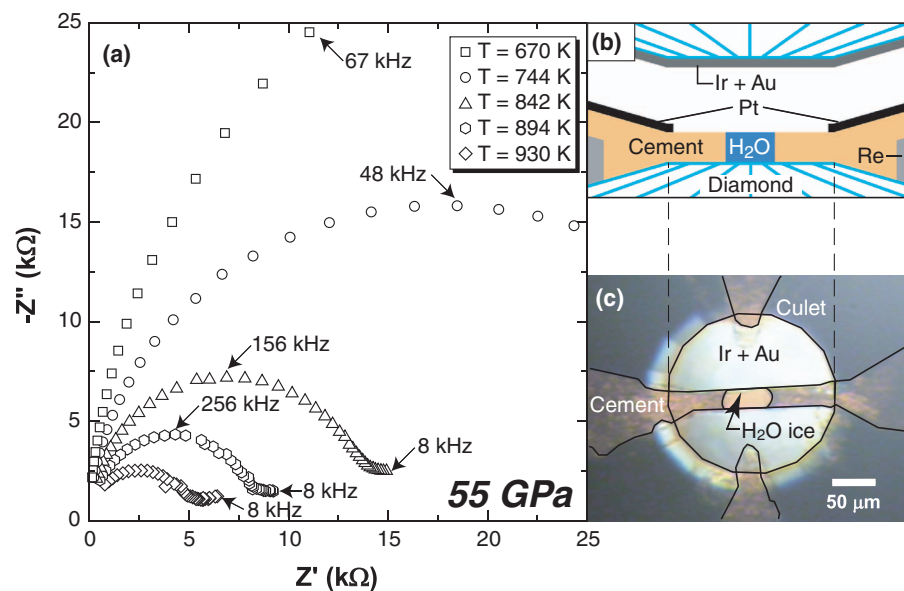 (a)
67 kHz
T = 670 K
T = 744 K
T = 842 K
T = 894 K
T = 930 K
48 kHz
156 kHz
256 kHz
8 kHz
8 kHz
8 kHz
55 GPa
25
20
15
10
5
0
-Z" (kΩ)
0 5 10 15 20 25
Z' (kΩ)
(b)
Ir + Au
Pt
Cement
H₂O
Re
Diamond
(c)
Culet
Ir + Au
Cement
H₂O ice
50 μm